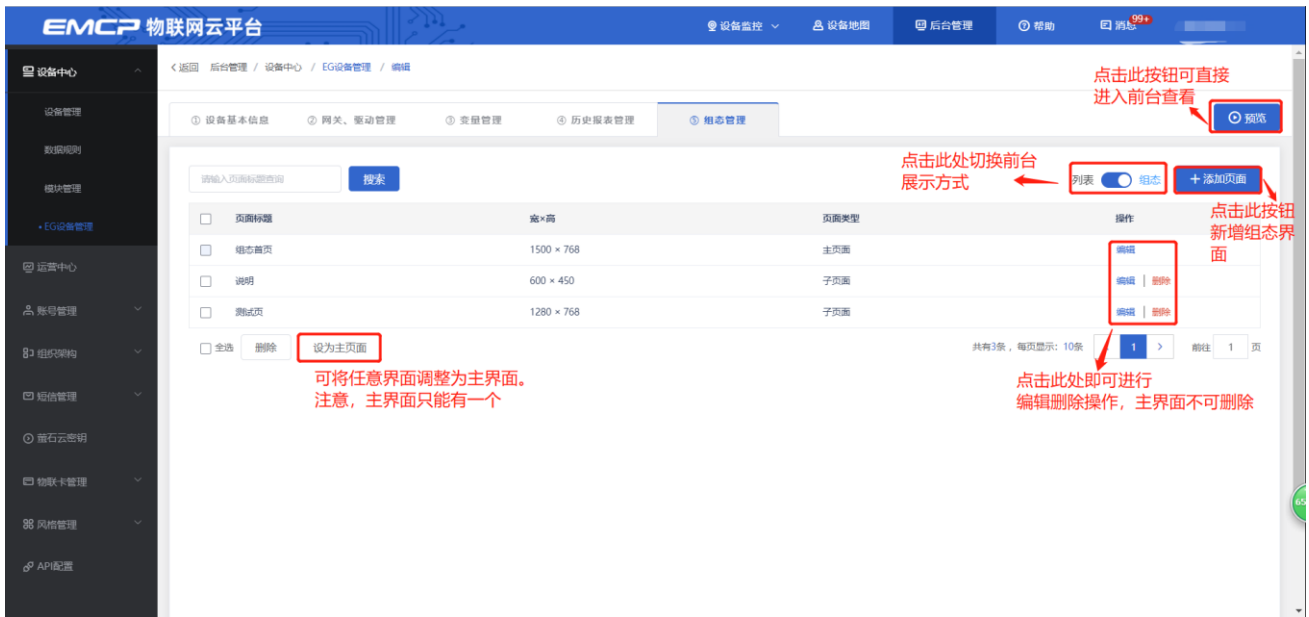 EMCP 物联网云平台
设备监控
设备地图
后台管理
帮助
消息
99+
设备中心
设备管理
数据规则
模块管理
EG设备管理
运营中心
账号管理
组织架构
短信管理
萤石云密钥
物联卡管理
风格管理
API配置
<返回 后台管理 / 设备中心 / EG设备管理 / 编辑
点击此按钮可直接
进入前台查看
① 设备基本信息
② 网关、驱动管理
③ 变量管理
④ 历史报表管理
⑤ 组态管理
预览
请输入页面标题查询
搜索
点击此处切换前台
展示方式
列表
组态
+添加页面
点击此按钮
新增组态界
面
页面标题 宽×高 页面类型 操作
组态首页 1500 × 768 主页面 编辑
说明 600 × 450 子页面 编辑 | 删除
测试页 1280 × 768 子页面 编辑 | 删除
全选
删除
设为主页面
共有3条，每页显示：10条
1 >
前往 1 页
可将任意界面调整为主界面。
注意，主界面只能有一个
点击此处即可进行
编辑删除操作，主界面不可删除
65